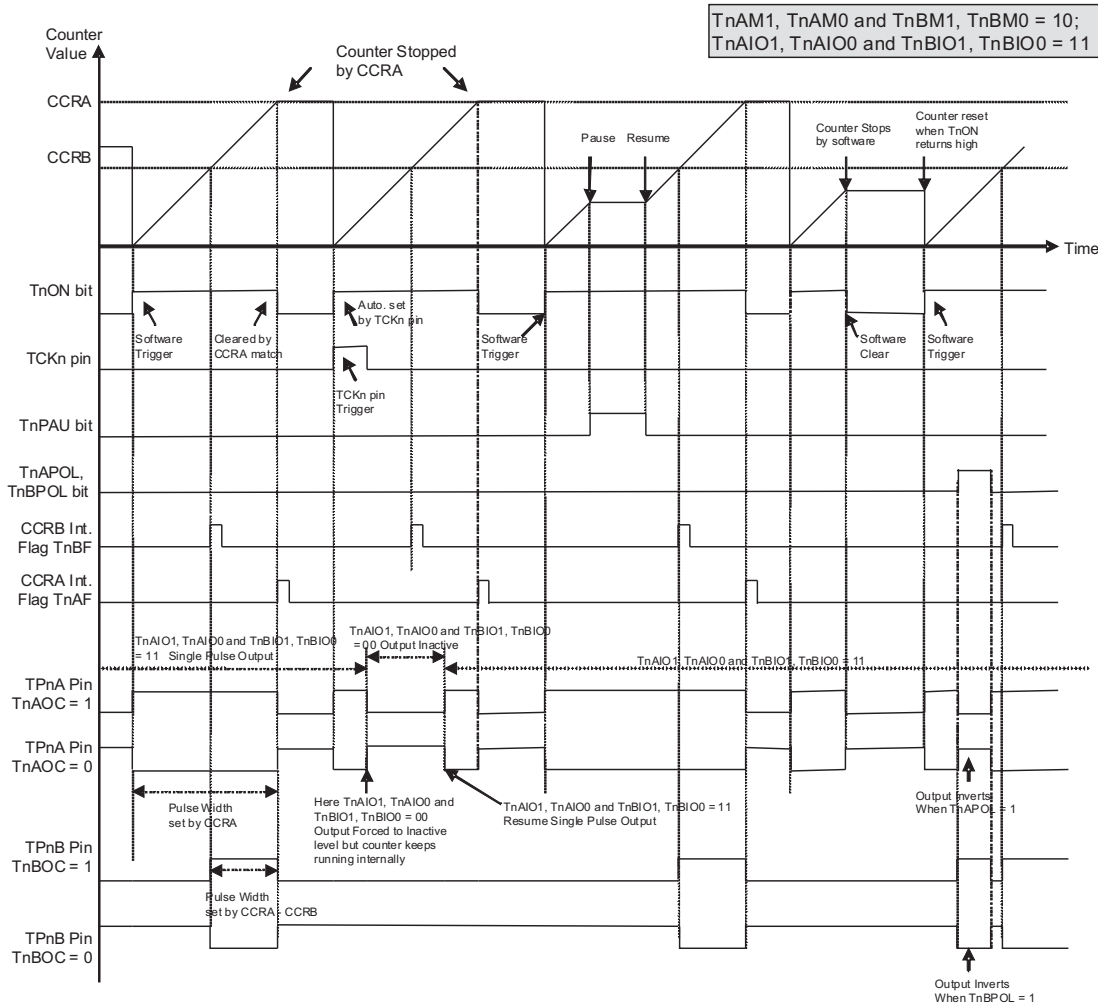 TnAM1, TnAM0 and TnBM1, TnBM0 = 10;
TnAIO1, TnAIO0 and TnBIO1, TnBIO0 = 11
Counter
Value
Counter Stopped
by CCRA
CCRA
CCRB
Pause
Resume
Counter Stops
by software
Counter reset
when TnON
returns high
Time
TnON bit
Software
Trigger
Cleared by
CCRA match
Auto. set
by TCKn pin
Software
Trigger
Software
Clear
Software
Trigger
TCKn pin
TCKn pin
Trigger
TnPAU bit
TnAPOL,
TnBPOL bit
CCRB Int.
Flag TnBF
CCRA Int.
Flag TnAF
TnAIO1, TnAIO0 and TnBIO1, TnBIO0
= 11 Single Pulse Output
TnAIO1, TnAIO0 and TnBIO1, TnBIO0
= 00 Output Inactive
TnAIO1, TnAIO0 and TnBIO1, TnBIO0 = 11
TPnA Pin
TnAOC = 1
TPnA Pin
TnAOC = 0
Pulse Width
set by CCRA
Here TnAIO1, TnAIO0 and
TnBIO1, TnBIO0 = 00
Output Forced to Inactive
level but counter keeps
running internally
TnAIO1, TnAIO0 and TnBIO1, TnBIO0 = 11
Resume Single Pulse Output
Output Inverts
When TnAPOL = 1
TPnB Pin
TnBOC = 1
Pulse Width
set by CCRA - CCRB
TPnB Pin
TnBOC = 0
Output Inverts
When TnBPOL = 1